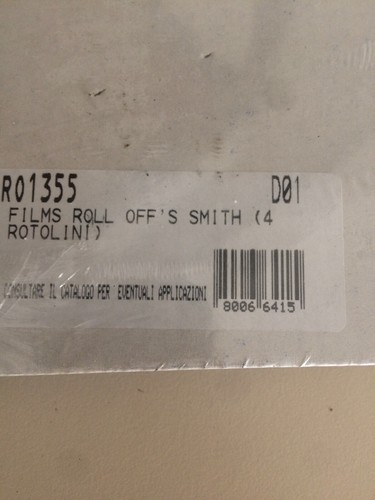 R01355 D01
FILMS ROLL OFF'S SMITH (4
ROTOLINI)
CONSULTARE IL CATALOGO PER EVENTUALI APPLICAZIONI
8006 6415